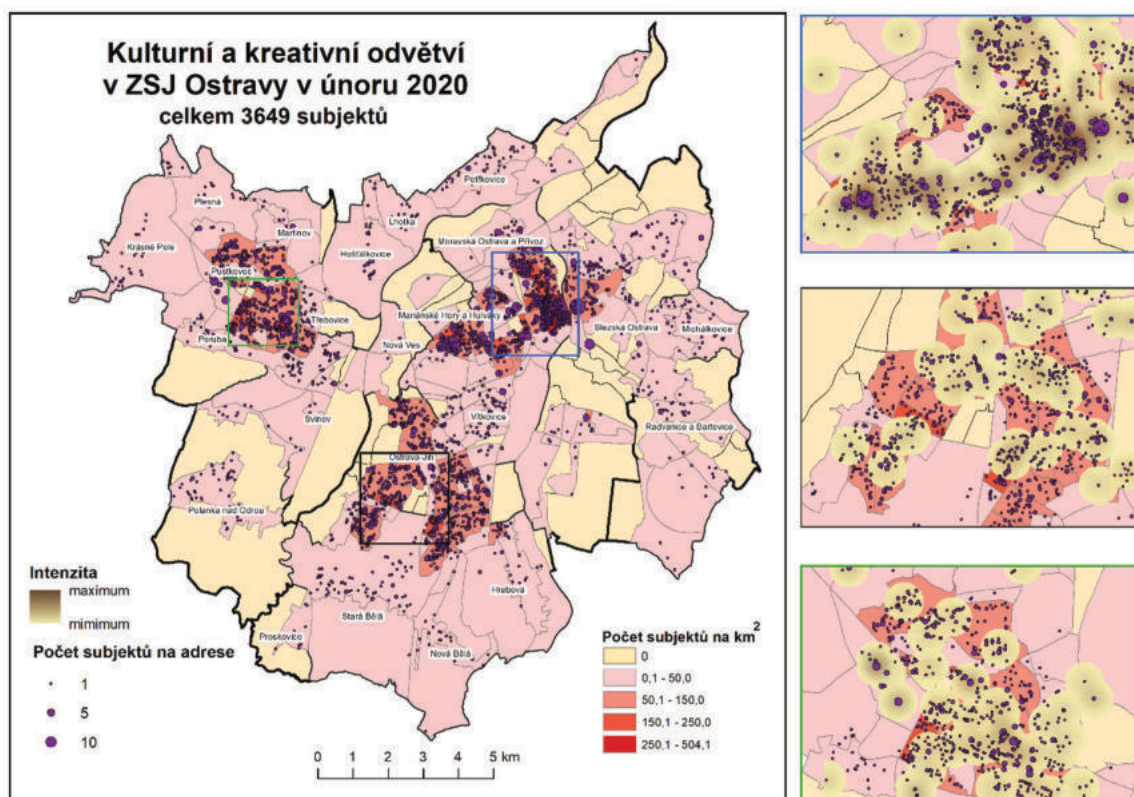 Kulturní a kreativní odvětví
v ZSJ Ostravy v únoru 2020
celkem 3649 subjektů
Petřkovice
Plesná
Lhotka
Martinov
Krásné Pole
Hošťálkovice
Moravská Ostrava a Přívoz
Pustkovec
Třebovice
Mariánské Hory a Hulváky
Slezská Ostrava
Michálkovice
Poruba
Nová Ves
Svinov
Vítkovice
Radvanice a Bartovice
Ostrava-Jih
Polanka nad Odrou
Hrabová
Stará Bělá
Proskovice
Nová Bělá
Intenzita
maximum
mimimum
Počet subjektů na adrese
1
5
10
0 1 2 3 4 5 km
Počet subjektů na km²
0
0,1 - 50,0
50,1 - 150,0
150,1 - 250,0
250,1 - 504,1